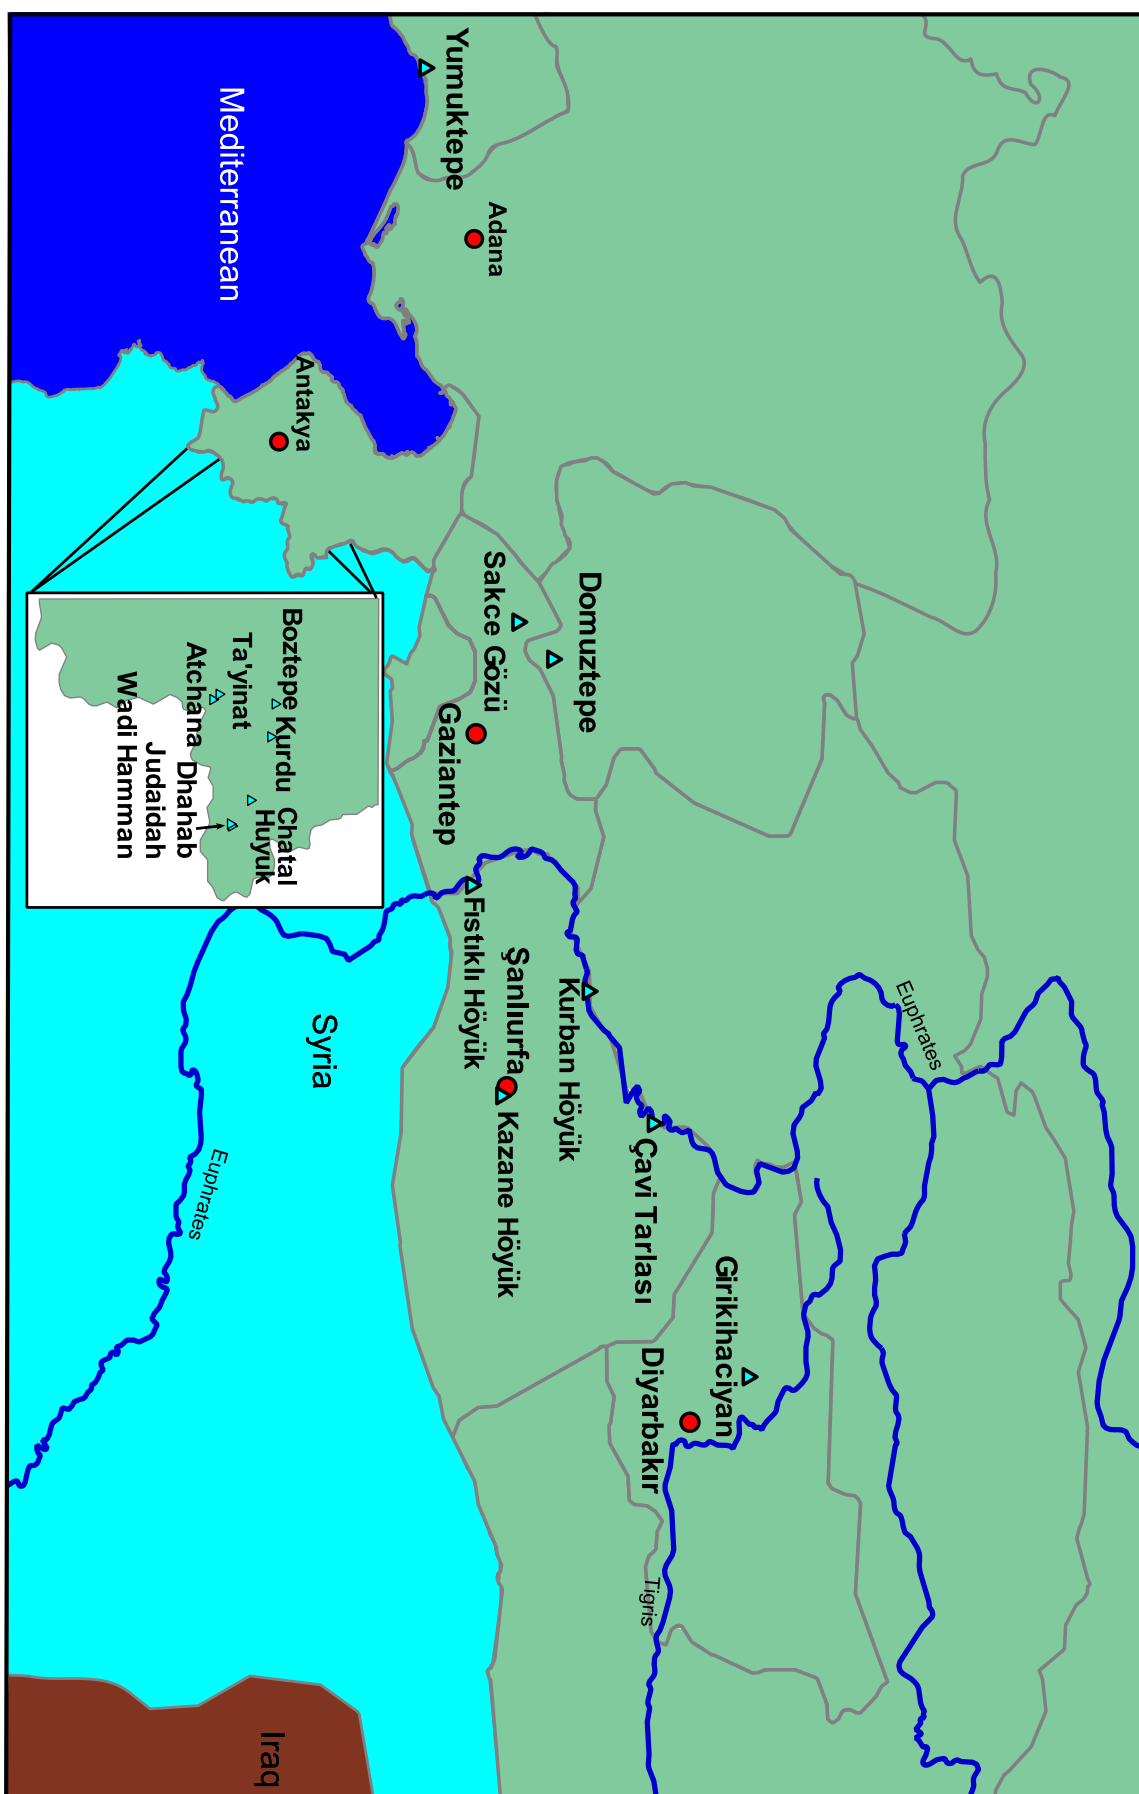 Euphrates
Girikihaciyan
Diyarbakır
Tigris
Çavi Tarlası
Domuztepe
Kurban Höyük
Sakce Gözü
Adana
Şanlıurfa
Kazane Höyük
Yumuktepe
Fıstıklı Höyük
Gaziantep
Syria
Antakya
Boztepe
Kurdu
Chatal
Huyuk
Ta'yinat
Atchana
Dhahab
Judaidah
Wadi Hamman
Iraq
Mediterranean
Euphrates